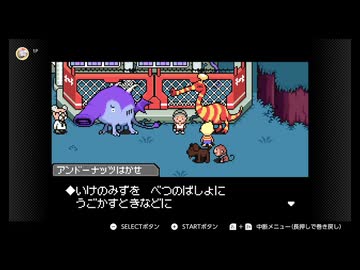 1P
アンドーナッツはかせ
◆いけのみずを　べつのばしょに
うごかすときなどに
SELECTボタン
STARTボタン
中断メニュー(長押しで巻き戻し)